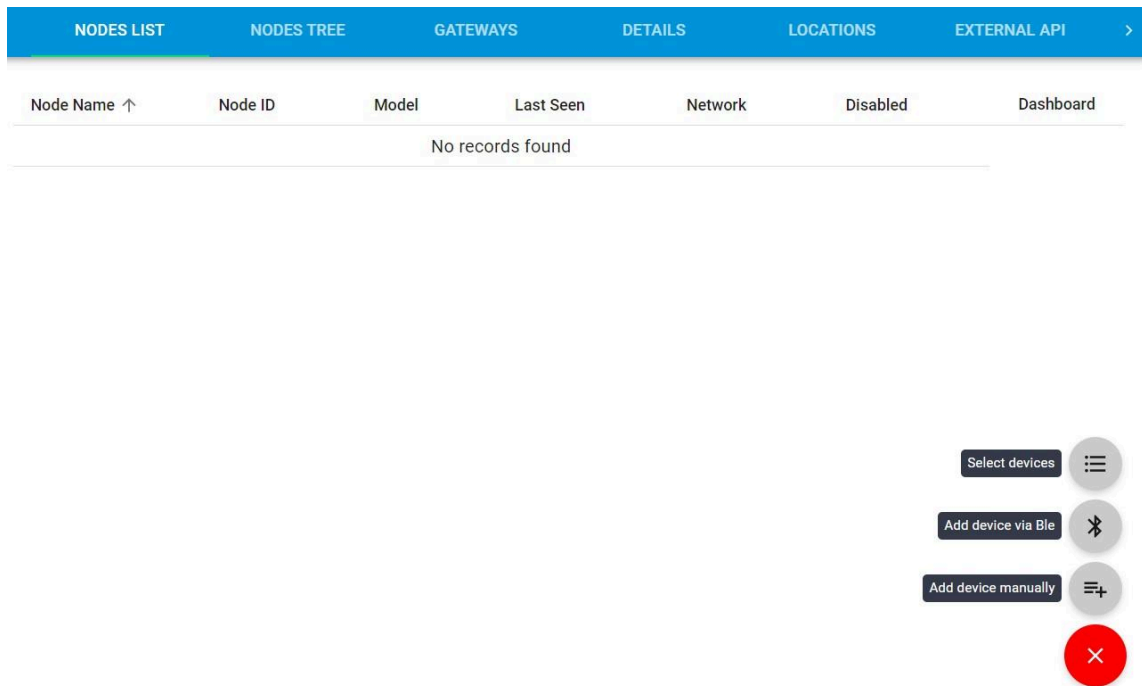 NODES LIST NODES TREE GATEWAYS DETAILS LOCATIONS EXTERNAL API
Node Name Node ID Model Last Seen Network Disabled Dashboard
No records found
Select devices
Add device via Ble
Add device manually